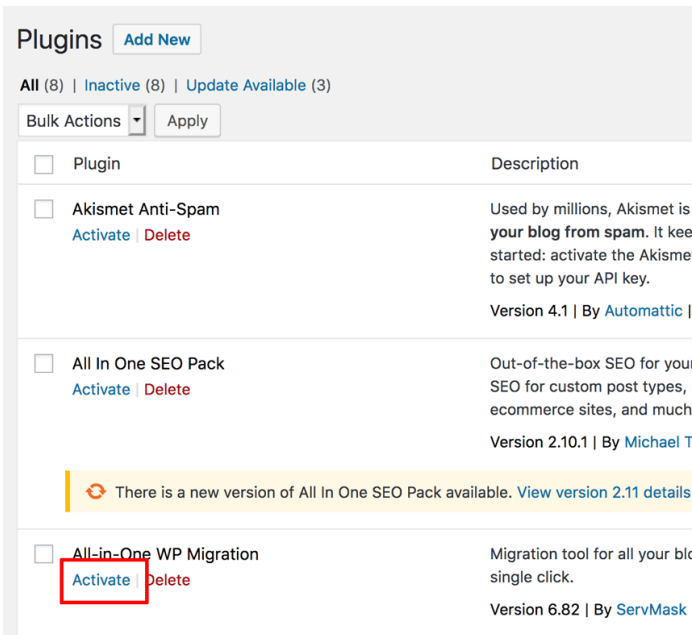 Plugins Add New
All (8) | Inactive (8) | Update Available (3)
Bulk Actions Apply
Plugin Description
Akismet Anti-Spam Used by millions, Akismet is
Activate | Delete your blog from spam. It kee
started: activate the Akisme
to set up your API key.
Version 4.1 | By Automattic |
All In One SEO Pack Out-of-the-box SEO for your
Activate | Delete SEO for custom post types,
ecommerce sites, and much
Version 2.10.1 | By Michael T
There is a new version of All In One SEO Pack available. View version 2.11 details
All-in-One WP Migration Migration tool for all your blo
Activate | Delete single click.
Version 6.82 | By ServMask